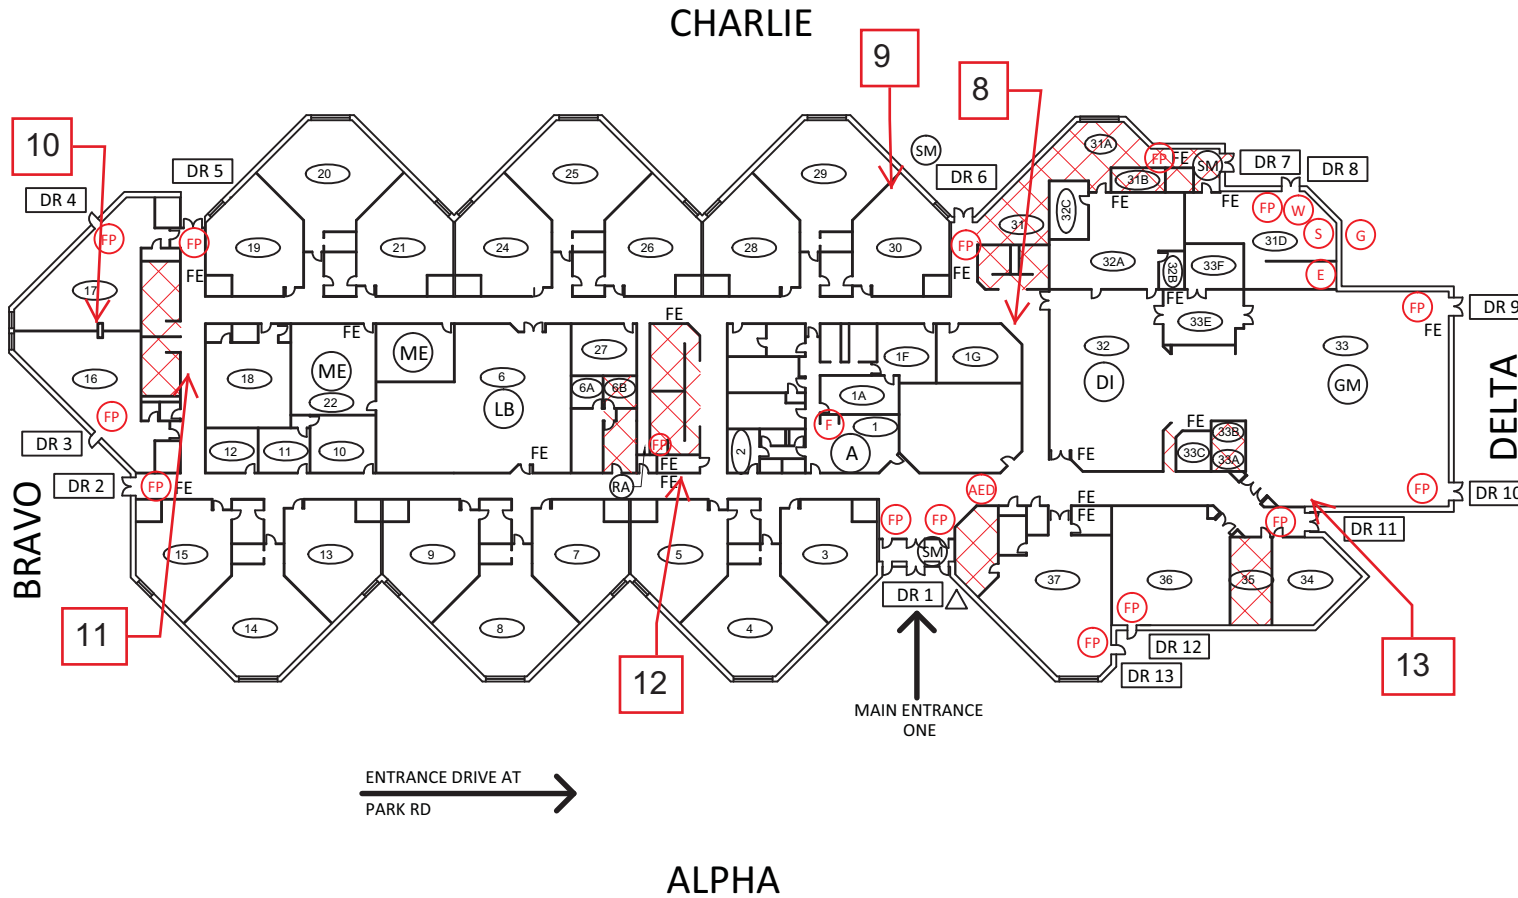 CHARLIE
9
8
10
DR 5
DR 4
20
25
29
SM
DR 6
31A
FP
FE
SM
DR 7
DR 8
31B
FE
FE
32C
FP
W
S
G
31D
E
FP
FP
FE
17
19
21
24
26
28
30
FP
FE
31
32A
32B
33F
FE
33E
FP
FE
DR 9
FE
ME
ME
FE
27
6A
6B
1F
1G
32
DI
33
GM
16
18
22
6
LB
1A
F
1
A
FP
DR 3
12
11
10
FE
FP
FE
FE
2
FE
33B
33C
33A
FE
DELTA
BRAVO
DR 2
FP
FE
RA
AED
FE
FE
FP
DR 10
DR 11
FP
FP
FP
SM
15
13
9
7
5
3
DR 1
37
36
35
34
14
8
4
FP
FP
DR 12
DR 13
11
12
13
MAIN ENTRANCE
ONE
ENTRANCE DRIVE AT
PARK RD
ALPHA